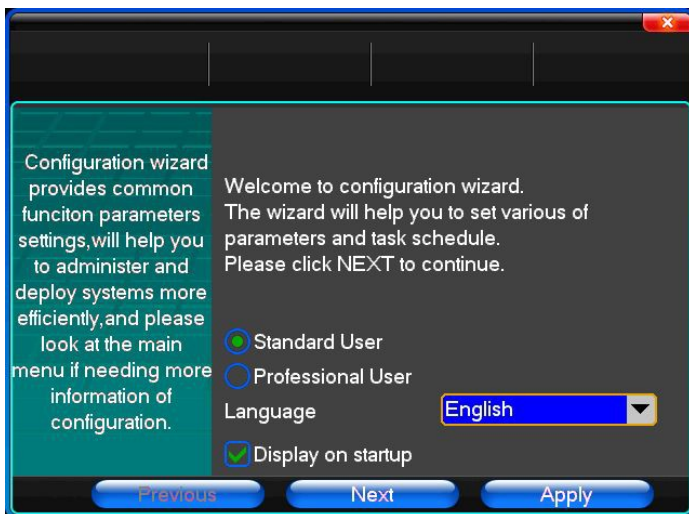 Configuration wizard
provides common
funciton parameters
settings,will help you
to administer and
deploy systems more
efficiently,and please
look at the main
menu if needing more
information of
configuration.
Welcome to configuration wizard.
The wizard will help you to set various of
parameters and task schedule.
Please click NEXT to continue.
Standard User
Professional User
Language English
Display on startup
Previous Next Apply